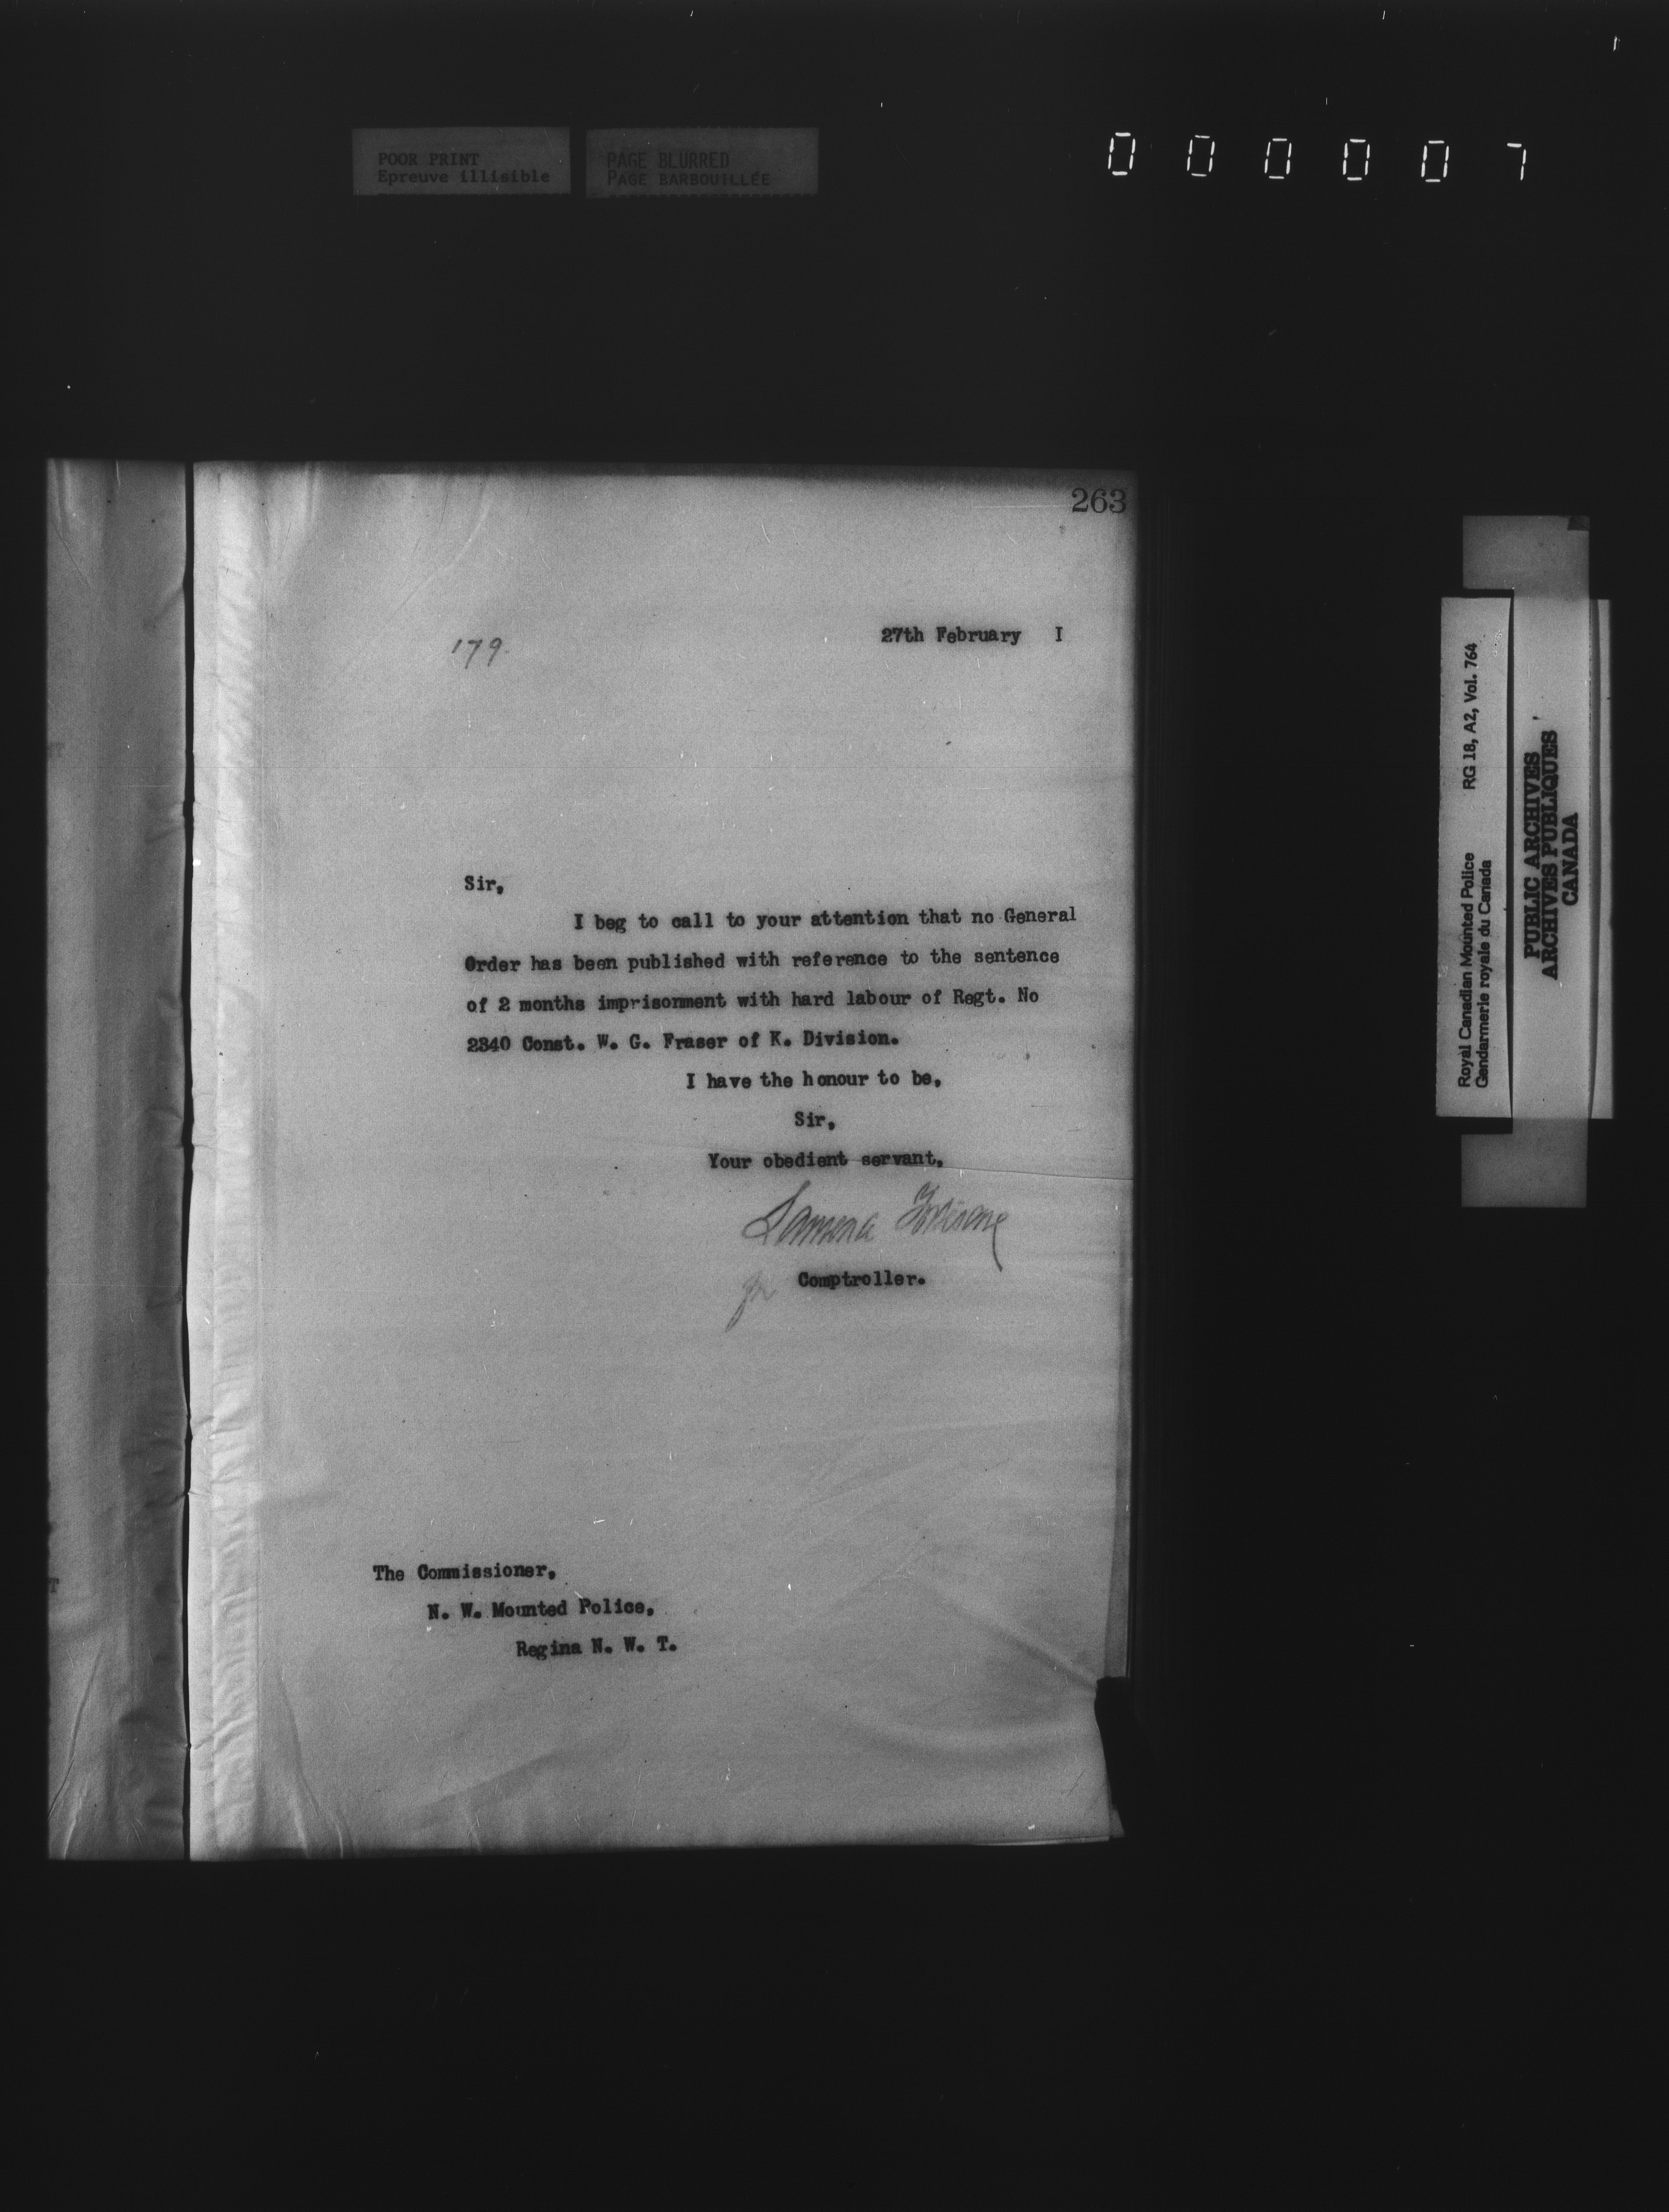 POOR PRINT
Epreuve illisible
PAGE BLURRED
PAGE BARBOUILLÉE
000007
263
179.
27th February I
Sir,
I beg to call to your attention that no General
Order has been published with reference to the sentence
of 2 months imprisonment with hard labour of Regt. No
2340 Const. W. G. Fraser of K. Division.
I have the honour to be,
Sir,
Your obedient servant,
for Comptroller.
The Commissioner,
N. W. Mounted Police,
Regina N. W. T.
Royal Canadian Mounted Police RG 18, A2, Vol. 764
Gendarmerie royale du Canada
PUBLIC ARCHIVES
ARCHIVES PUBLIQUES
CANADA